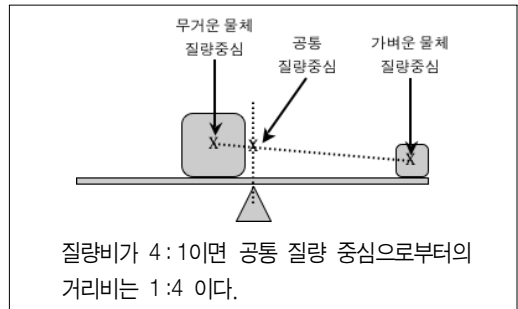 무거운 물체
질량중심
공통
질량중심
가벼운 물체
질량중심
X
X
X
질량비가 4:1이면 공통 질량 중심으로부터의
거리비는 1:4 이다.